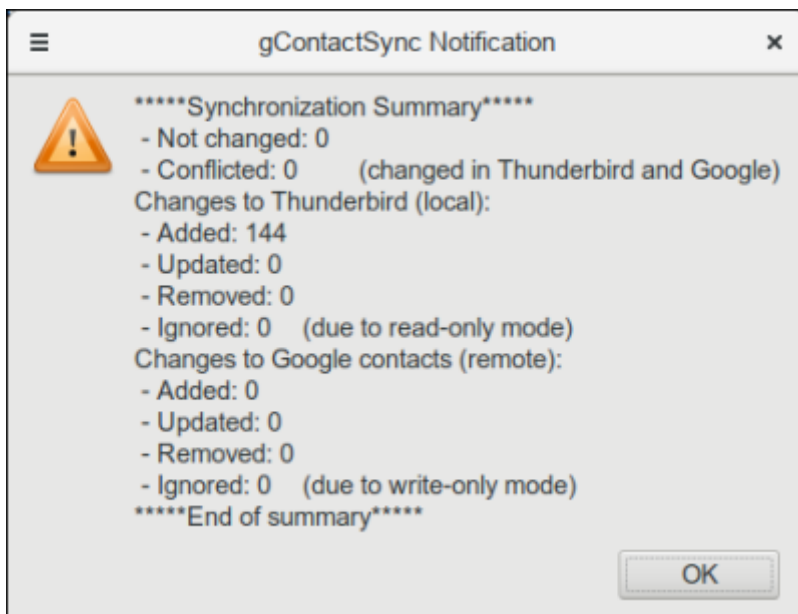 gContactSync Notification
*****Synchronization Summary*****
- Not changed: 0
- Conflicted: 0 (changed in Thunderbird and Google)
Changes to Thunderbird (local):
- Added: 144
- Updated: 0
- Removed: 0
- Ignored: 0 (due to read-only mode)
Changes to Google contacts (remote):
- Added: 0
- Updated: 0
- Removed: 0
- Ignored: 0 (due to write-only mode)
*****End of summary*****
OK